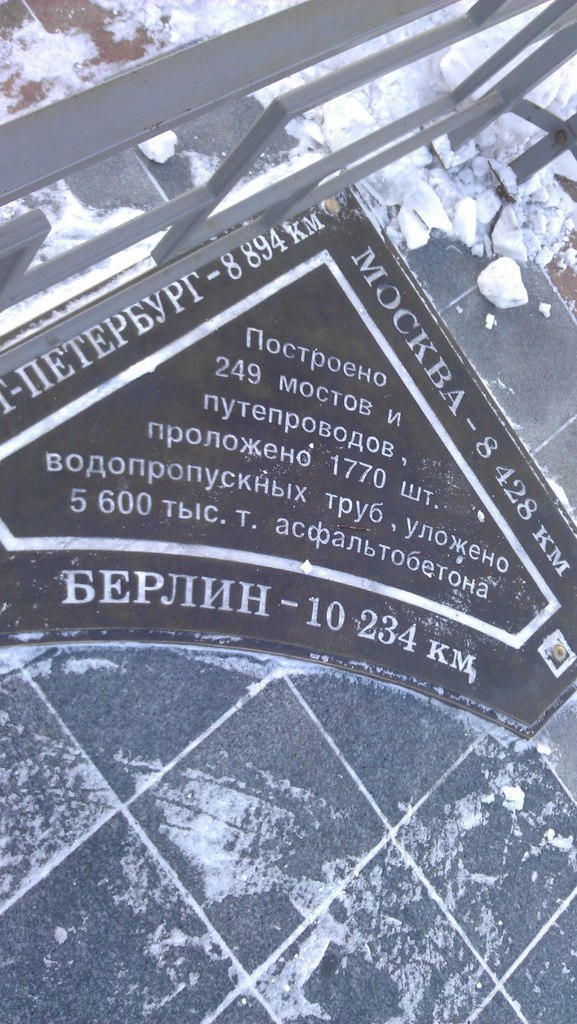 Т-ПЕТЕРБУРГ - 8 894 КМ
МОСКВА - 8 428 КМ
Построено
249 мостов и
путепроводов,
проложено 1770 шт.
водопропускных труб, уложено
5 600 тыс. т. асфальтобетона
БЕРЛИН - 10 234 КМ